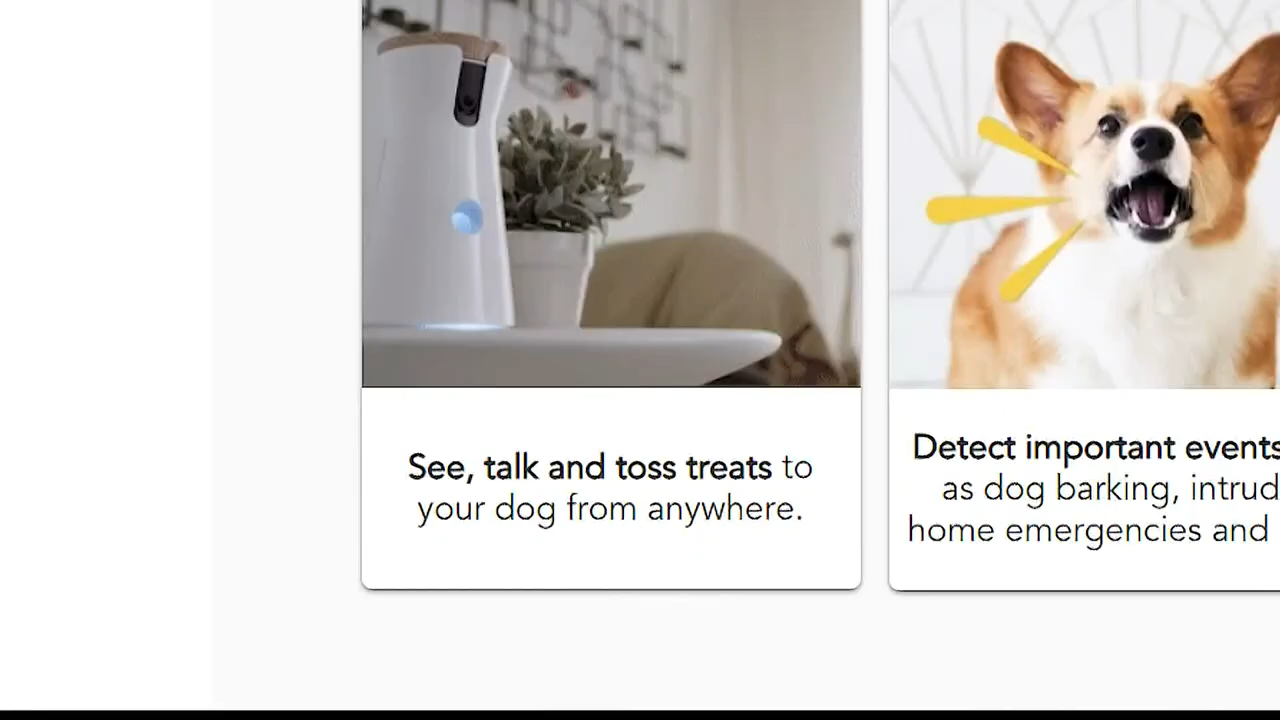 See, talk and toss treats to
your dog from anywhere.
Detect important events
as dog barking, intrud
home emergencies and